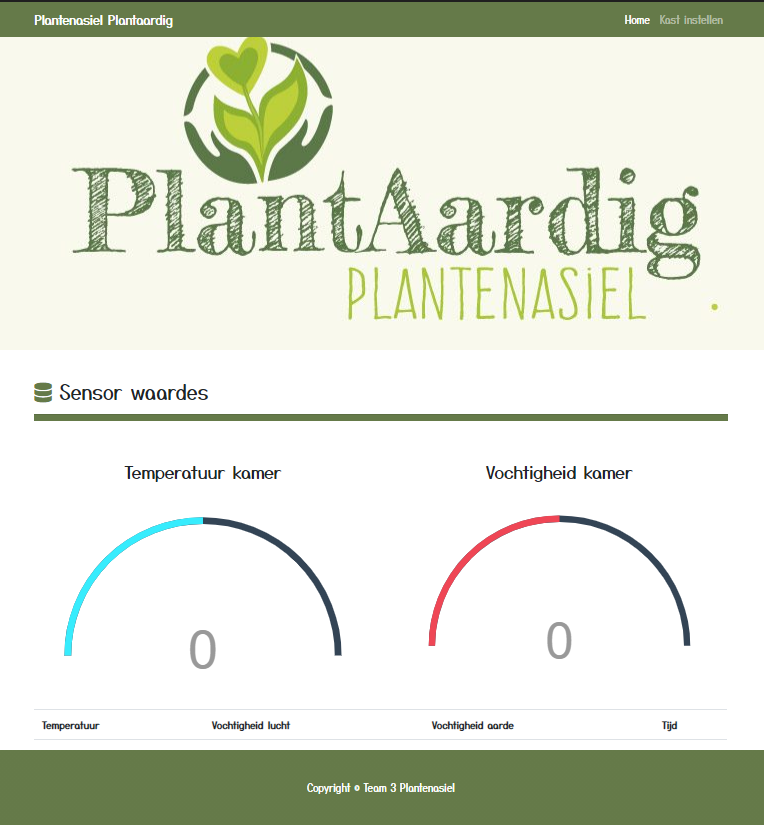 Plantenasiel Plantaardig
Home Kast instellen
PlantAardig
PLANTENASiEL
Sensor waardes
Temperatuur kamer
Vochtigheid kamer
0
0
Temperatuur Vochtigheid lucht Vochtigheid aarde Tijd
Copyright © Team 3 Plantenasiel